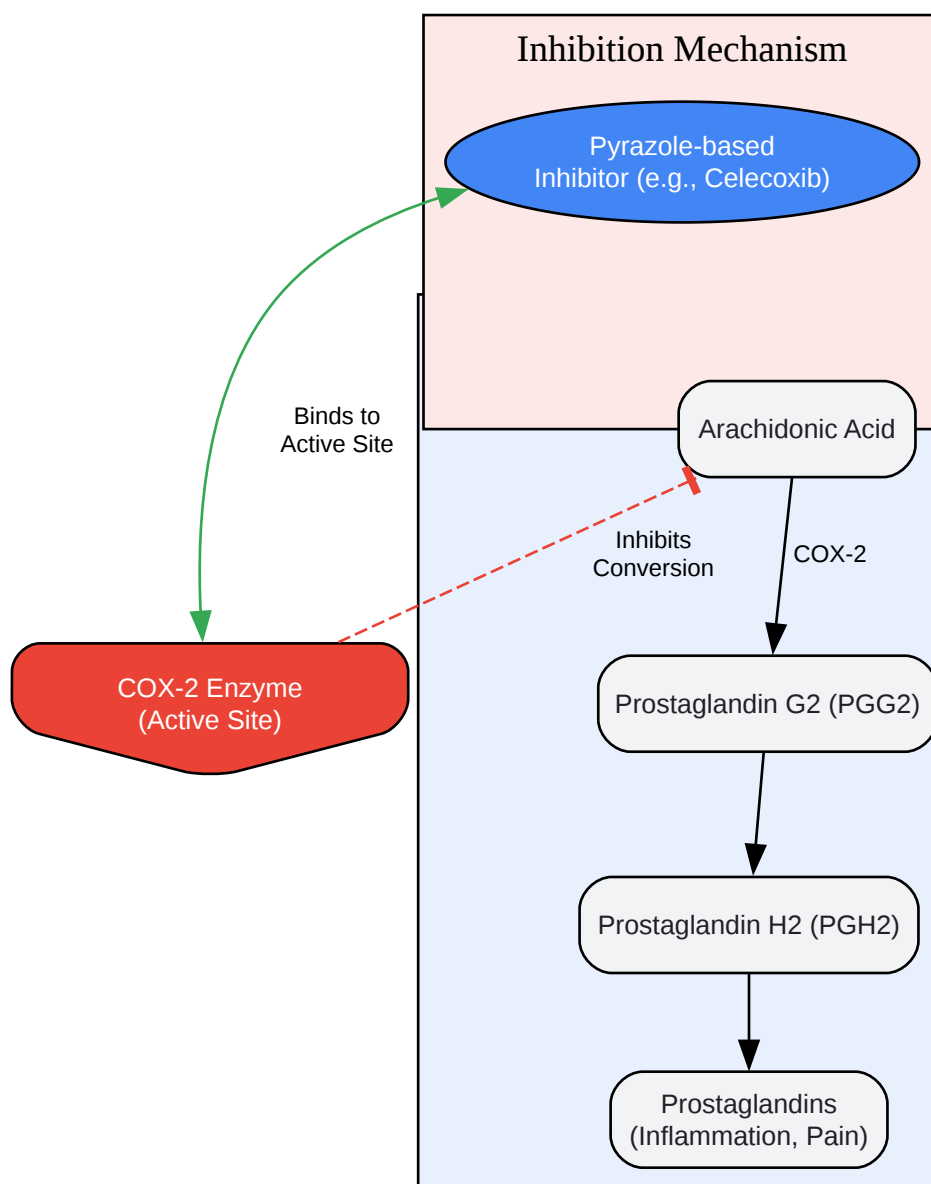 Inhibition Mechanism
Pyrazole-based
Inhibitor (e.g., Celecoxib)
Binds to
Active Site
Arachidonic Acid
Inhibits
Conversion
COX-2
COX-2 Enzyme
(Active Site)
Prostaglandin G2 (PGG2)
Prostaglandin H2 (PGH2)
Prostaglandins
(Inflammation, Pain)